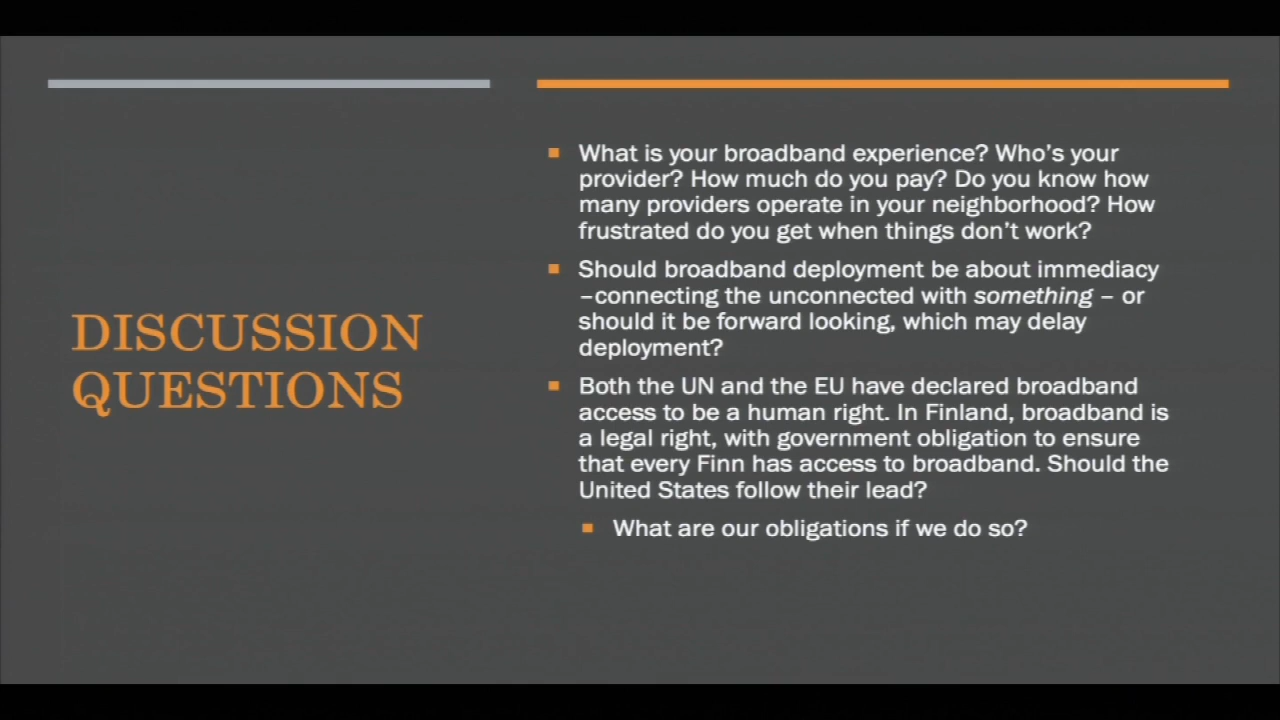 DISCUSSION
QUESTIONS
What is your broadband experience? Who's your
provider? How much do you pay? Do you know how
many providers operate in your neighborhood? How
frustrated do you get when things don't work?
Should broadband deployment be about immediacy
–connecting the unconnected with something – or
should it be forward looking, which may delay
deployment?
Both the UN and the EU have declared broadband
access to be a human right. In Finland, broadband is
a legal right, with government obligation to ensure
that every Finn has access to broadband. Should the
United States follow their lead?
What are our obligations if we do so?